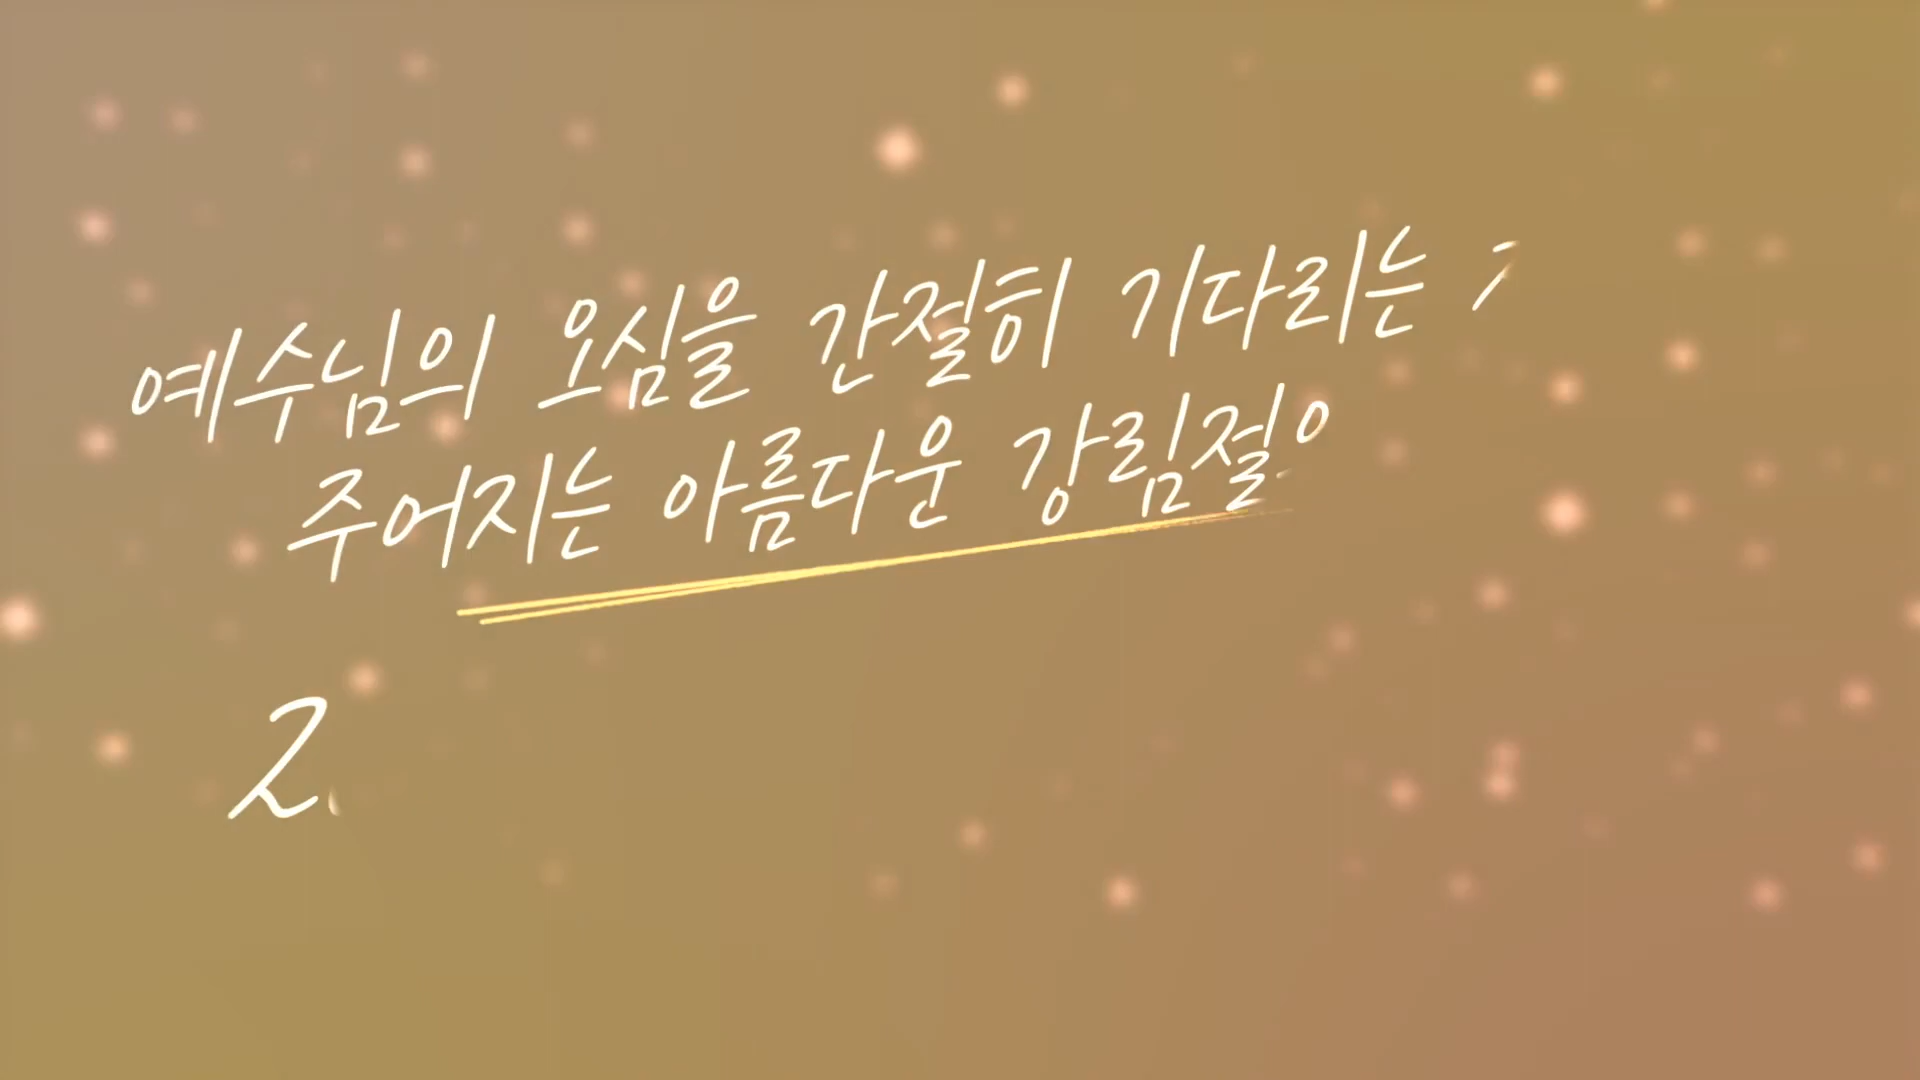 예수님의 오심을 간절히 기다리는
주어지는 아름다운 강림절
2.